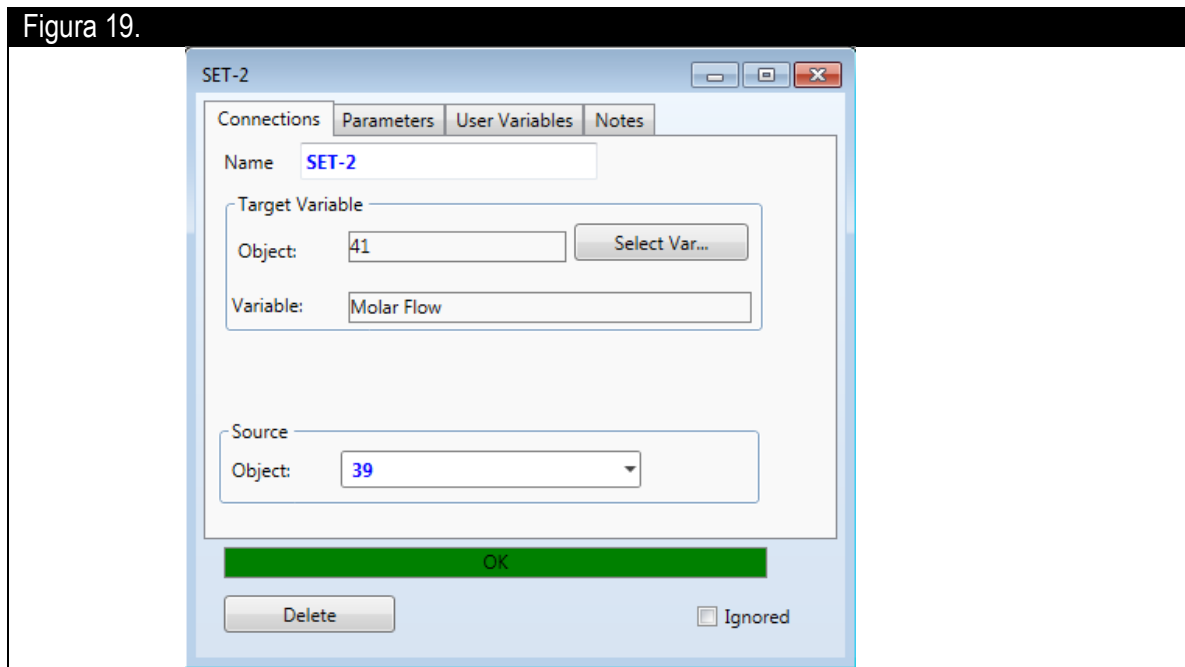 Figura 19.
SET-2
Connections Parameters User Variables Notes
Name SET-2
Target Variable
Object: 41 Select Var...
Variable: Molar Flow
Source
Object: 39
OK
Delete Ignored